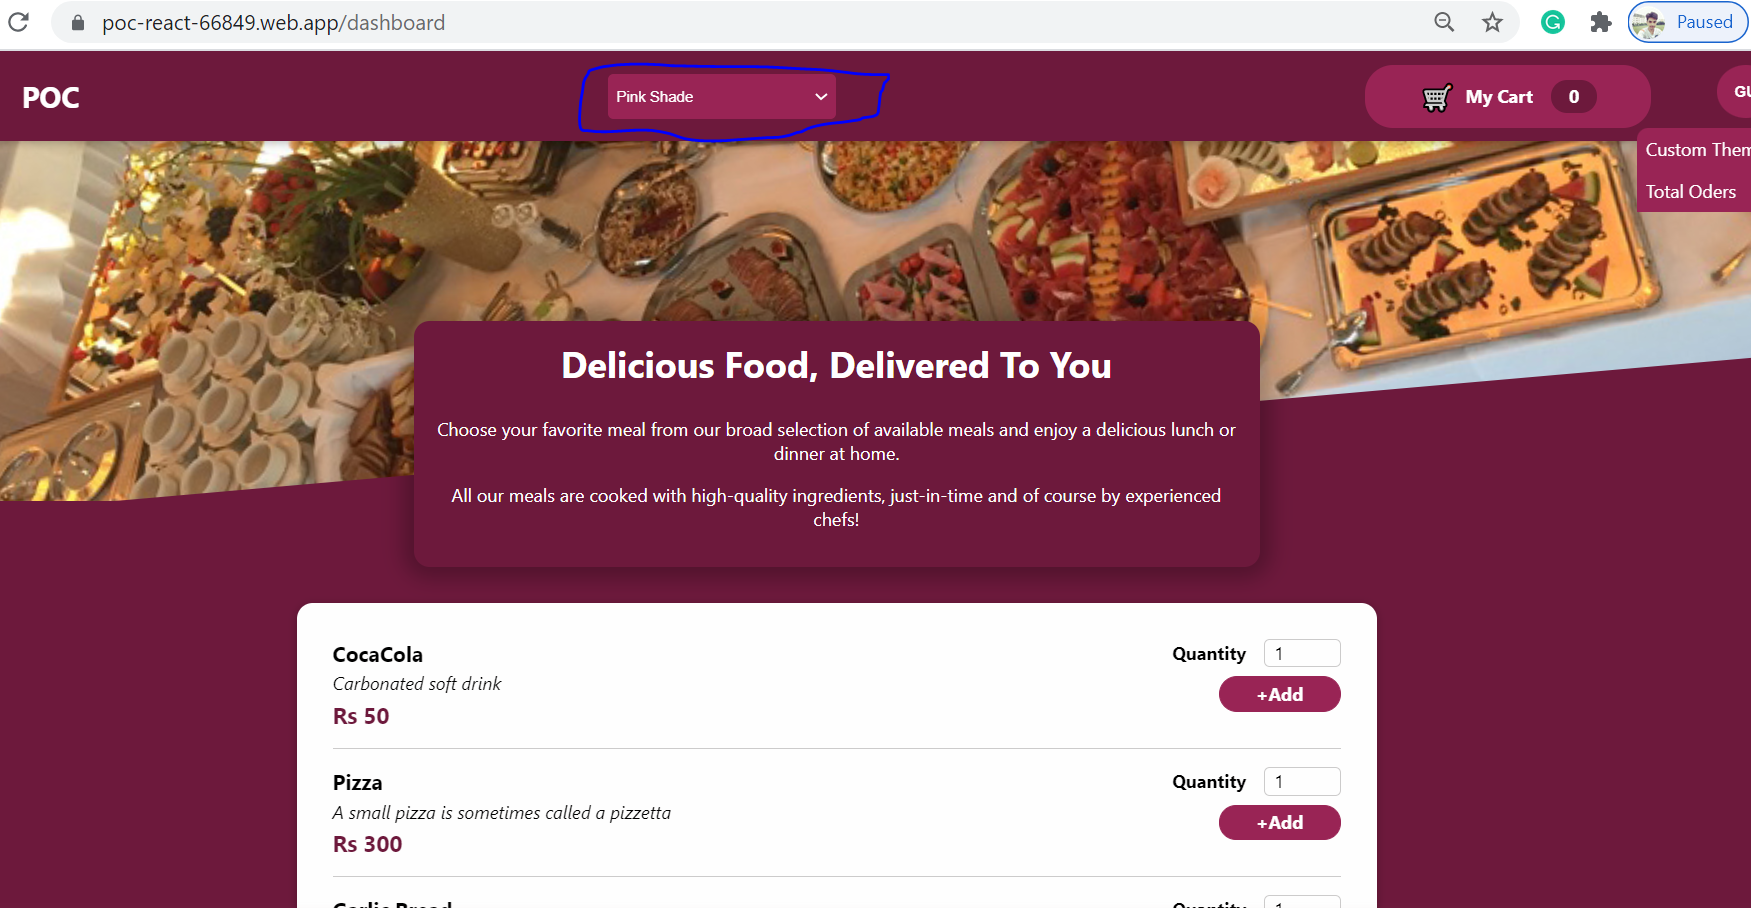 poc-react-66849.web.app/dashboard
Paused
POC
Pink Shade
My Cart 0
GU
Custom Them
Total Oders
Delicious Food, Delivered To You
Choose your favorite meal from our broad selection of available meals and enjoy a delicious lunch or
dinner at home.
All our meals are cooked with high-quality ingredients, just-in-time and of course by experienced
chefs!
CocaCola
Quantity 1
Carbonated soft drink
+Add
Rs 50
Pizza
Quantity 1
A small pizza is sometimes called a pizzetta
+Add
Rs 300
Garlic Bread
Quantity 1